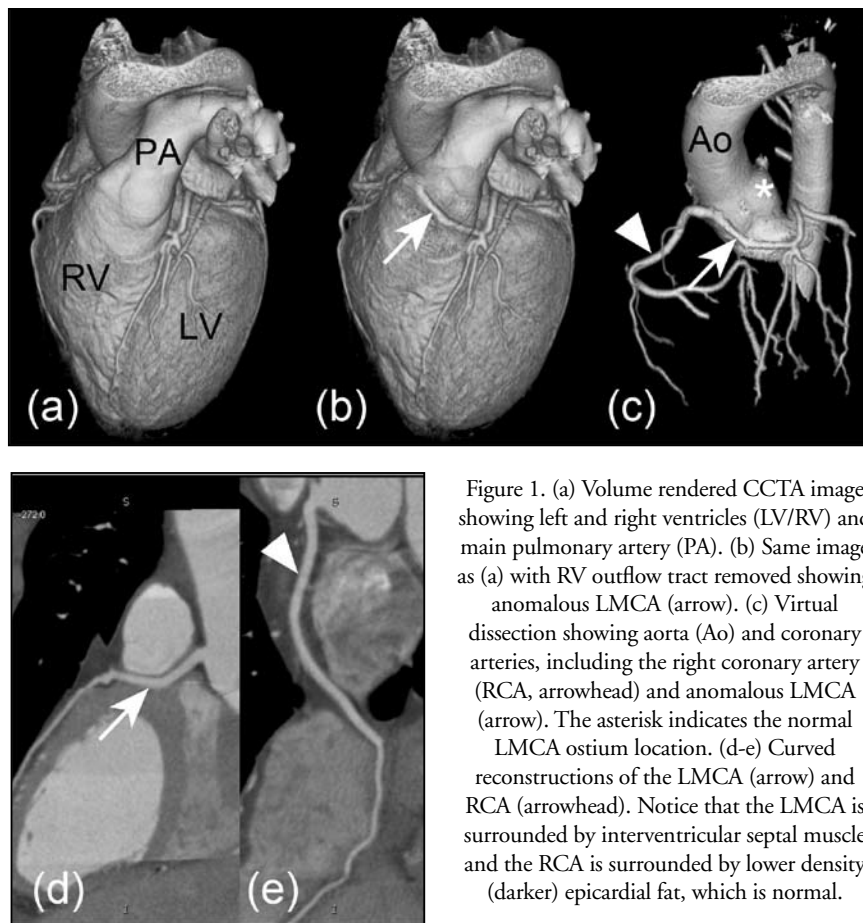 PA
RV
LV
(a)
(b)
Ao
*
(c)
-272.0
S
S
(d)
(e)
Figure 1. (a) Volume rendered CCTA image
showing left and right ventricles (LV/RV) and
main pulmonary artery (PA). (b) Same image
as (a) with RV outflow tract removed showing
anomalous LMCA (arrow). (c) Virtual
dissection showing aorta (Ao) and coronary
arteries, including the right coronary artery
(RCA, arrowhead) and anomalous LMCA
(arrow). The asterisk indicates the normal
LMCA ostium location. (d-e) Curved
reconstructions of the LMCA (arrow) and
RCA (arrowhead). Notice that the LMCA is
surrounded by interventricular septal muscle
and the RCA is surrounded by lower density
(darker) epicardial fat, which is normal.